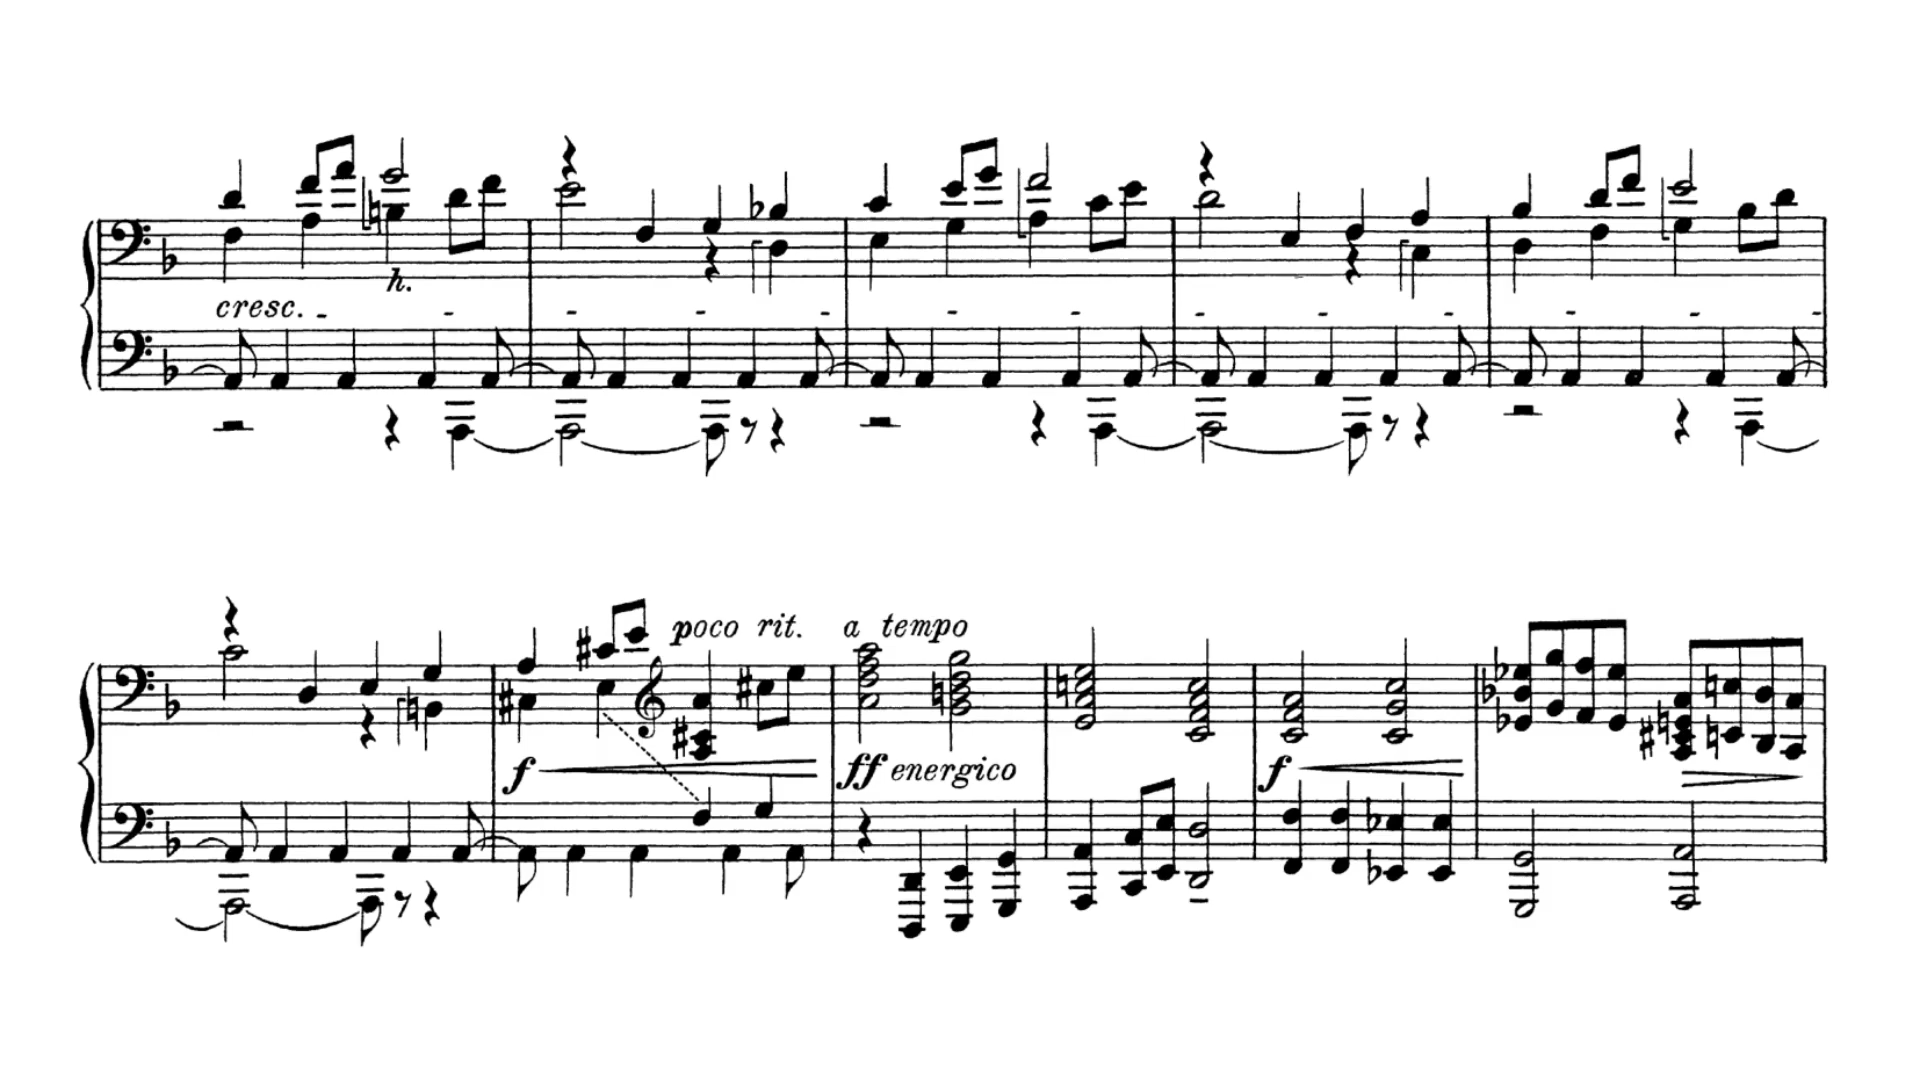 h.
cresc.
poco rit. a tempo
f ff energico f